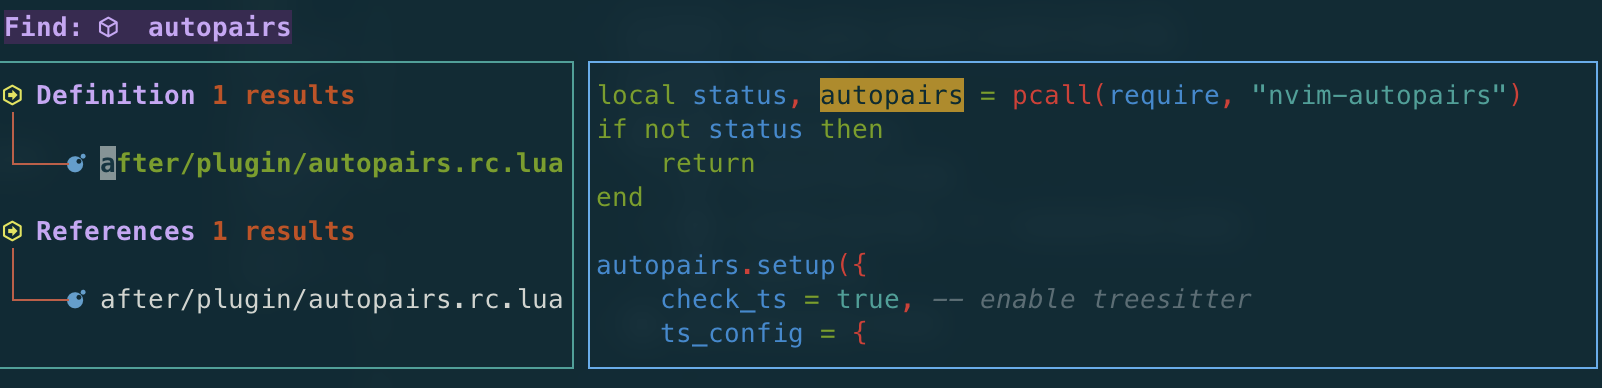 Find: autopairs
Definition 1 results
after/plugin/autopairs.rc.lua
References 1 results
after/plugin/autopairs.rc.lua
local status, autopairs = pcall(require, "nvim-autopairs")
if not status then
    return
end
autopairs.setup({
    check_ts = true, -- enable treesitter
    ts_config = {